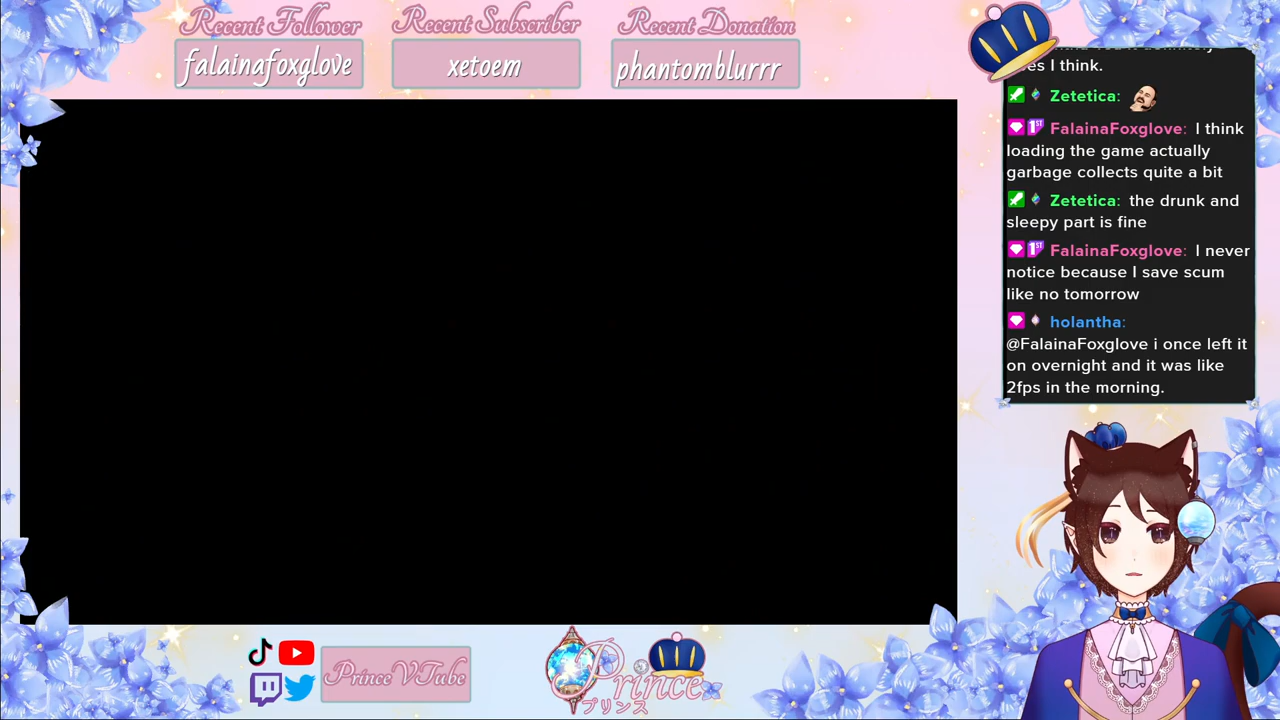 Recent Follower
Recent Subscriber
Recent Donation
falainafoxglove
xetoem
phantomblurrr
es I think.
Zetetica:
FalainaFoxglove: I think
loading the game actually
garbage collects quite a bit
Zetetica: the drunk and
sleepy part is fine
FalainaFoxglove: I never
notice because I save scum
like no tomorrow
holantha:
@FalainaFoxglove i once left it
on overnight and it was like
2fps in the morning.
Prince VTube
Prince
プリンス